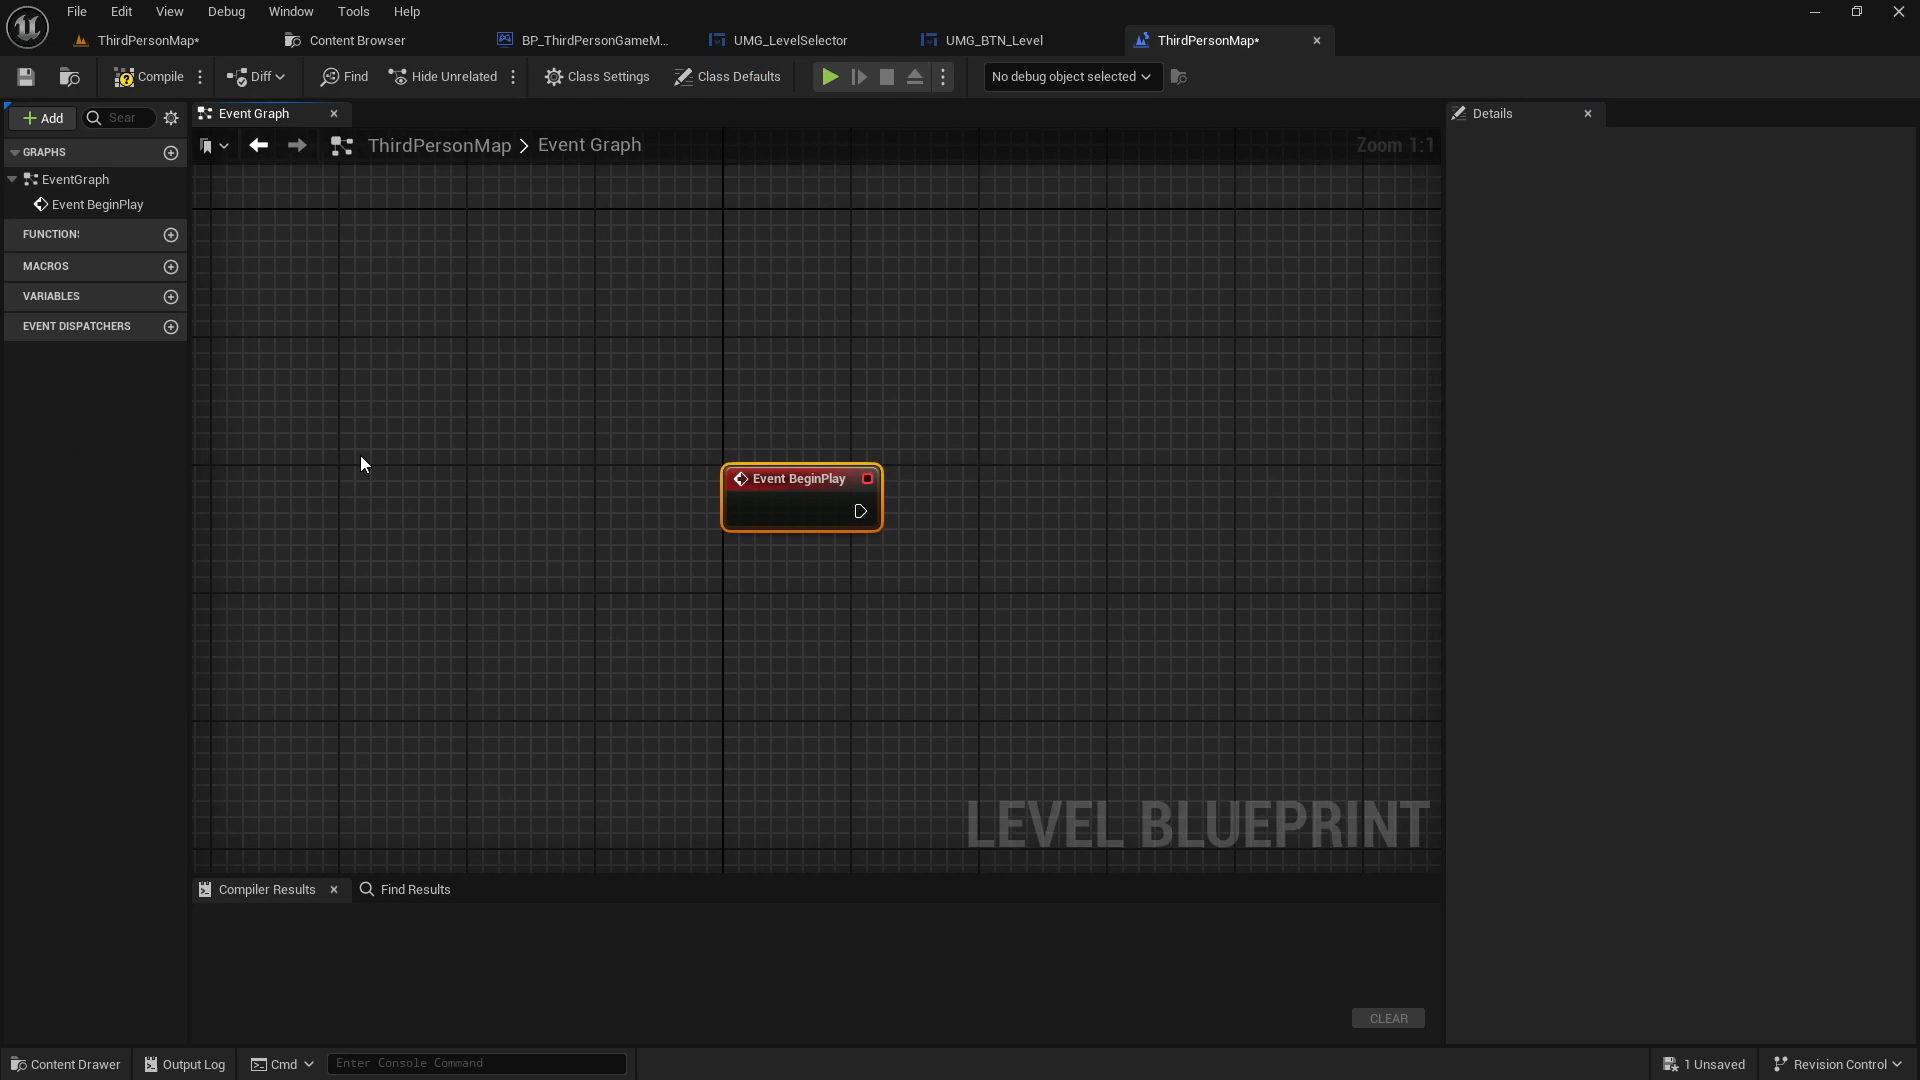 File Edit View Debug Window Tools Help
ThirdPersonMap* Content Browser BP_ThirdPersonGameM... UMG_LevelSelector UMG_BTN_Level ThirdPersonMap*
Compile Diff Find Hide Unrelated Class Settings Class Defaults No debug object selected
Add Sear Event Graph Details
ThirdPersonMap > Event Graph Zoom 1:1
GRAPHS
EventGraph
Event BeginPlay
FUNCTION:
MACROS
VARIABLES
EVENT DISPATCHERS
Event BeginPlay
LEVEL BLUEPRINT
Compiler Results Find Results
CLEAR
Content Drawer Output Log Cmd Enter Console Command 1 Unsaved Revision Control